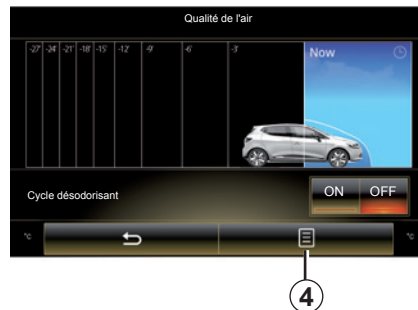 Qualité de l'air
-27' -24' -21' -18' -15' -12' -9' -6' -3' Now
Cycle désodorisant ON OFF
°C °C
4